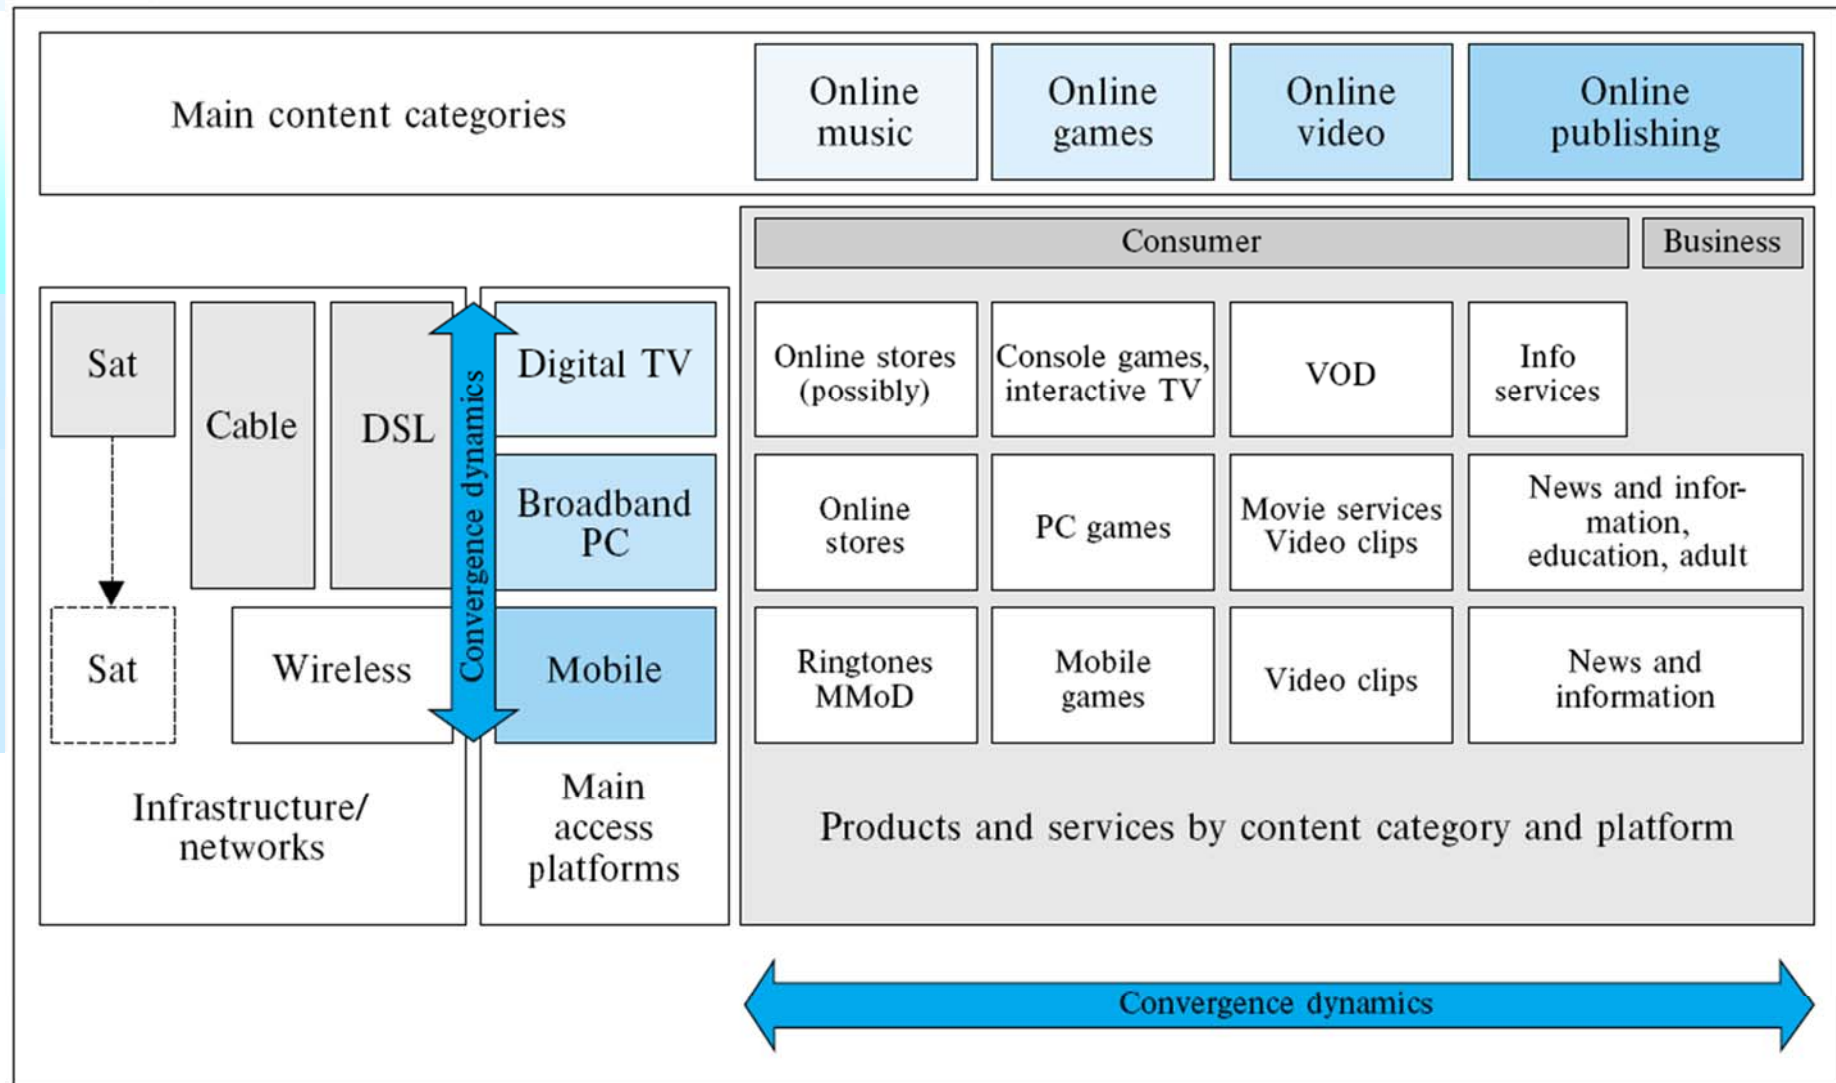 Main content categories
Online
music
Online
games
Online
video
Online
publishing
Consumer
Business
Sat
Cable
DSL
Convergence dynamics
Digital TV
Online stores
(possibly)
Console games,
interactive TV
VOD
Info
services
Broadband
PC
Online
stores
PC games
Movie services
Video clips
News and infor-
mation,
education, adult
Sat
Wireless
Mobile
Ringtones
MMoD
Mobile
games
Video clips
News and
information
Infrastructure/
networks
Main
access
platforms
Products and services by content category and platform
Convergence dynamics